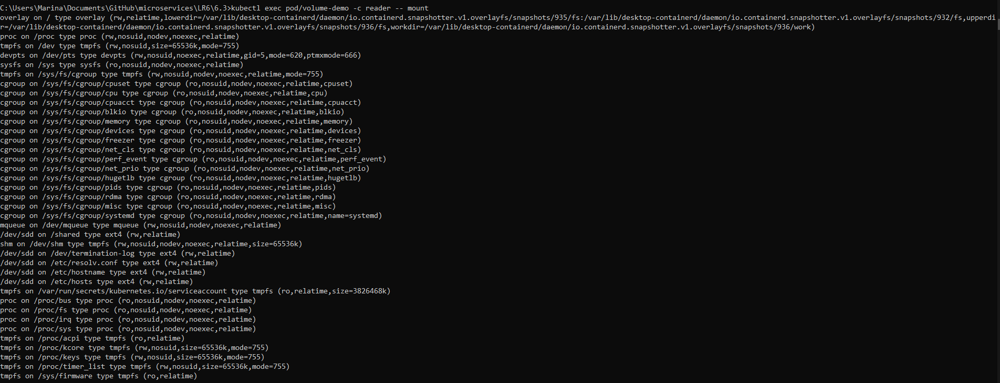 C:\Users\Marina\Documents\GitHub\microservices\LR6\6.3>kubectl exec pod/volume-demo -c reader -- mount
overlay on / type overlay (rw,relatime,lowerdir=/var/lib/desktop-containerd/daemon/io.containerd.snapshotter.v1.overlayfs/snapshots/935/fs:/var/lib/desktop-containerd/daemon/io.containerd.snapshotter.v1.overlayfs/snapshots/932/fs,upperdi
r=/var/lib/desktop-containerd/daemon/io.containerd.snapshotter.v1.overlayfs/snapshots/936/fs,workdir=/var/lib/desktop-containerd/daemon/io.containerd.snapshotter.v1.overlayfs/snapshots/936/work)
proc on /proc type proc (rw,nosuid,nodev,noexec,relatime)
tmpfs on /dev type tmpfs (rw,nosuid,size=65536k,mode=755)
devpts on /dev/pts type devpts (rw,nosuid,noexec,relatime,gid=5,mode=620,ptmxmode=666)
sysfs on /sys type sysfs (ro,nosuid,nodev,noexec,relatime)
tmpfs on /sys/fs/cgroup type tmpfs (rw,nosuid,nodev,noexec,relatime,mode=755)
cgroup on /sys/fs/cgroup/cpuset type cgroup (ro,nosuid,nodev,noexec,relatime,cpuset)
cgroup on /sys/fs/cgroup/cpu type cgroup (ro,nosuid,nodev,noexec,relatime,cpu)
cgroup on /sys/fs/cgroup/cpuacct type cgroup (ro,nosuid,nodev,noexec,relatime,cpuacct)
cgroup on /sys/fs/cgroup/blkio type cgroup (ro,nosuid,nodev,noexec,relatime,blkio)
cgroup on /sys/fs/cgroup/memory type cgroup (ro,nosuid,nodev,noexec,relatime,memory)
cgroup on /sys/fs/cgroup/devices type cgroup (ro,nosuid,nodev,noexec,relatime,devices)
cgroup on /sys/fs/cgroup/freezer type cgroup (ro,nosuid,nodev,noexec,relatime,freezer)
cgroup on /sys/fs/cgroup/net_cls type cgroup (ro,nosuid,nodev,noexec,relatime,net_cls)
cgroup on /sys/fs/cgroup/perf_event type cgroup (ro,nosuid,nodev,noexec,relatime,perf_event)
cgroup on /sys/fs/cgroup/net_prio type cgroup (ro,nosuid,nodev,noexec,relatime,net_prio)
cgroup on /sys/fs/cgroup/hugetlb type cgroup (ro,nosuid,nodev,noexec,relatime,hugetlb)
cgroup on /sys/fs/cgroup/pids type cgroup (ro,nosuid,nodev,noexec,relatime,pids)
cgroup on /sys/fs/cgroup/rdma type cgroup (ro,nosuid,nodev,noexec,relatime,rdma)
cgroup on /sys/fs/cgroup/misc type cgroup (ro,nosuid,nodev,noexec,relatime,misc)
cgroup on /sys/fs/cgroup/systemd type cgroup (ro,nosuid,nodev,noexec,relatime,name=systemd)
mqueue on /dev/mqueue type mqueue (rw,nosuid,nodev,noexec,relatime)
/dev/sdd on /shared type ext4 (rw,relatime)
shm on /dev/shm type tmpfs (rw,nosuid,nodev,noexec,relatime,size=65536k)
/dev/sdd on /dev/termination-log type ext4 (rw,relatime)
/dev/sdd on /etc/resolv.conf type ext4 (rw,relatime)
/dev/sdd on /etc/hostname type ext4 (rw,relatime)
/dev/sdd on /etc/hosts type ext4 (rw,relatime)
tmpfs on /var/run/secrets/kubernetes.io/serviceaccount type tmpfs (ro,relatime,size=3826468k)
proc on /proc/bus type proc (ro,nosuid,nodev,noexec,relatime)
proc on /proc/fs type proc (ro,nosuid,nodev,noexec,relatime)
proc on /proc/irq type proc (ro,nosuid,nodev,noexec,relatime)
proc on /proc/sys type proc (ro,nosuid,nodev,noexec,relatime)
tmpfs on /proc/acpi type tmpfs (ro,relatime)
tmpfs on /proc/kcore type tmpfs (rw,nosuid,size=65536k,mode=755)
tmpfs on /proc/keys type tmpfs (rw,nosuid,size=65536k,mode=755)
tmpfs on /proc/timer_list type tmpfs (rw,nosuid,size=65536k,mode=755)
tmpfs on /sys/firmware type tmpfs (ro,relatime)